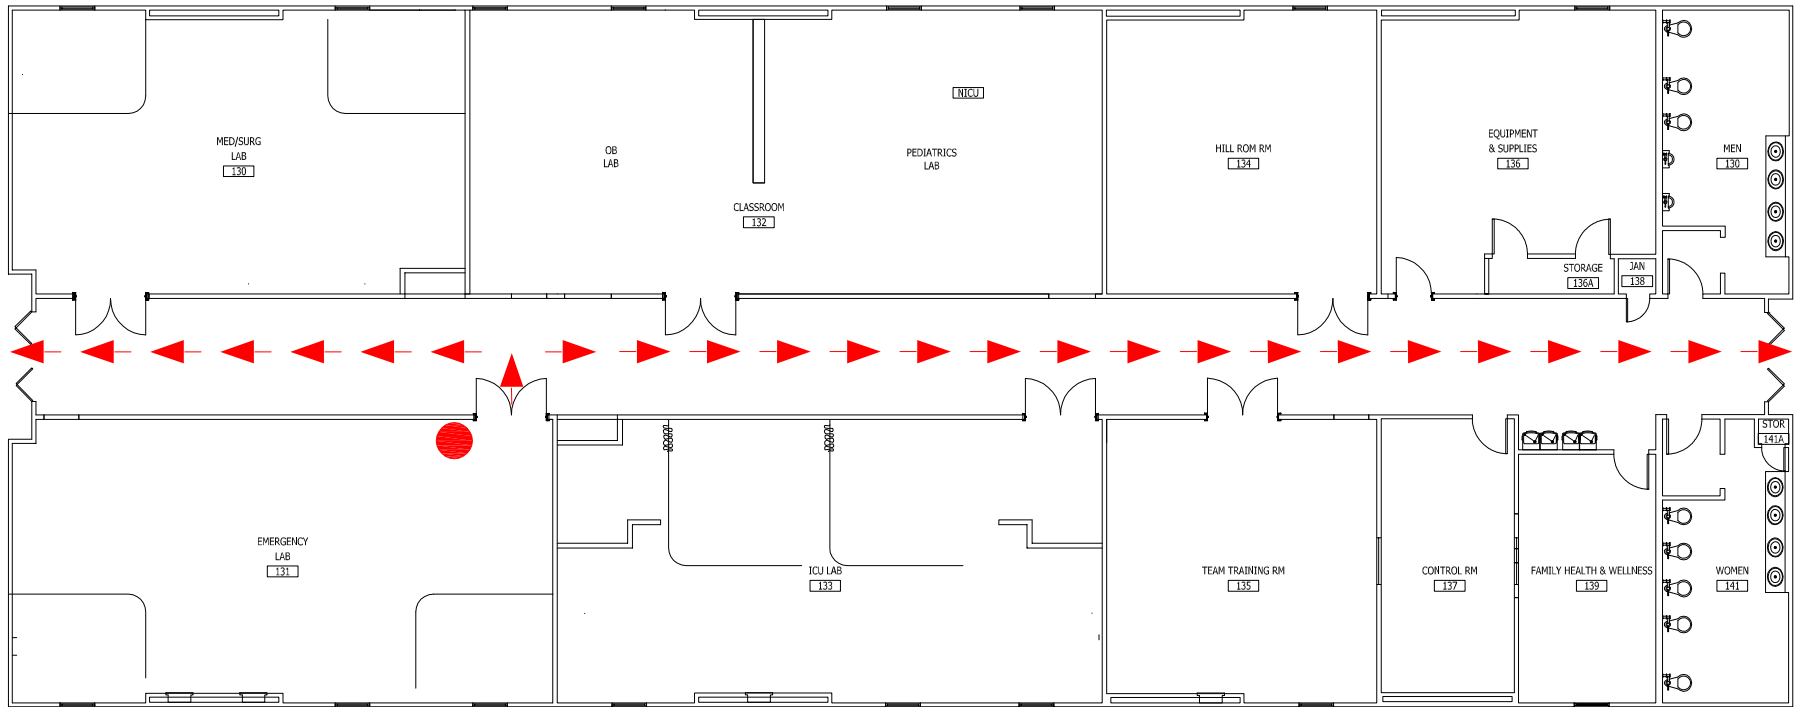 NICU
MED/SURG
LAB
130
OB
LAB
PEDIATRICS
LAB
CLASSROOM
132
HILL ROM RM
134
EQUIPMENT
& SUPPLIES
136
MEN
130
STORAGE
136A
JAN
138
STOR
141A
EMERGENCY
LAB
131
ICU LAB
133
TEAM TRAINING RM
135
CONTROL RM
137
FAMILY HEALTH & WELLNESS
139
WOMEN
141